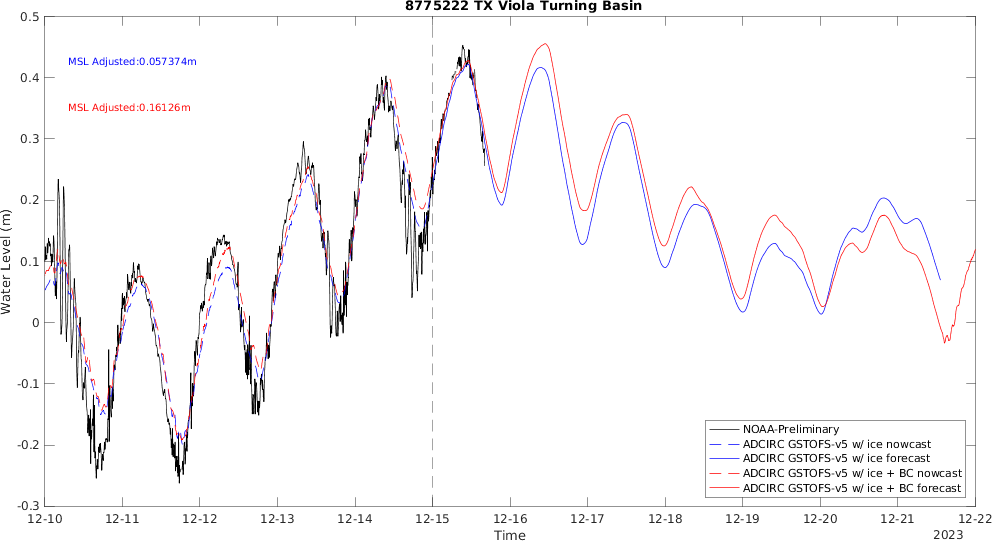 8775222 TX Viola Turning Basin
0.5
0.4
0.3
0.2
0.1
0
-0.1
-0.2
-0.3
Water Level (m)
MSL Adjusted:0.057374m
MSL Adjusted:0.16126m
NOAA-Preliminary
ADCIRC GSTOFS-v5 w/ ice nowcast
ADCIRC GSTOFS-v5 w/ ice forecast
ADCIRC GSTOFS-v5 w/ ice + BC nowcast
ADCIRC GSTOFS-v5 w/ ice + BC forecast
12-10 12-11 12-12 12-13 12-14 12-15 12-16 12-17 12-18 12-19 12-20 12-21 12-22
Time
2023